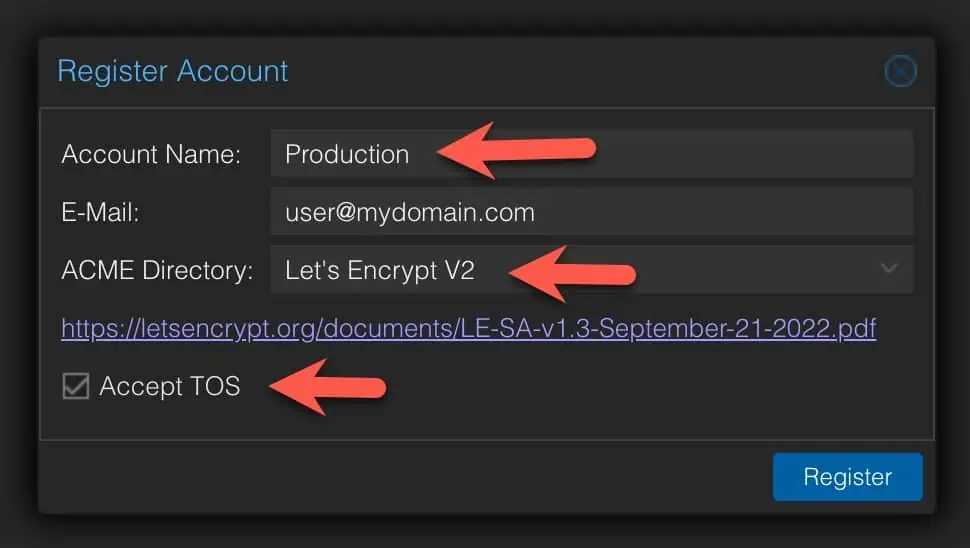 Register Account
Account Name: Production
E-Mail: user@mydomain.com
ACME Directory: Let's Encrypt V2
https://letsencrypt.org/documents/LE-SA-v1.3-September-21-2022.pdf
Accept TOS
Register